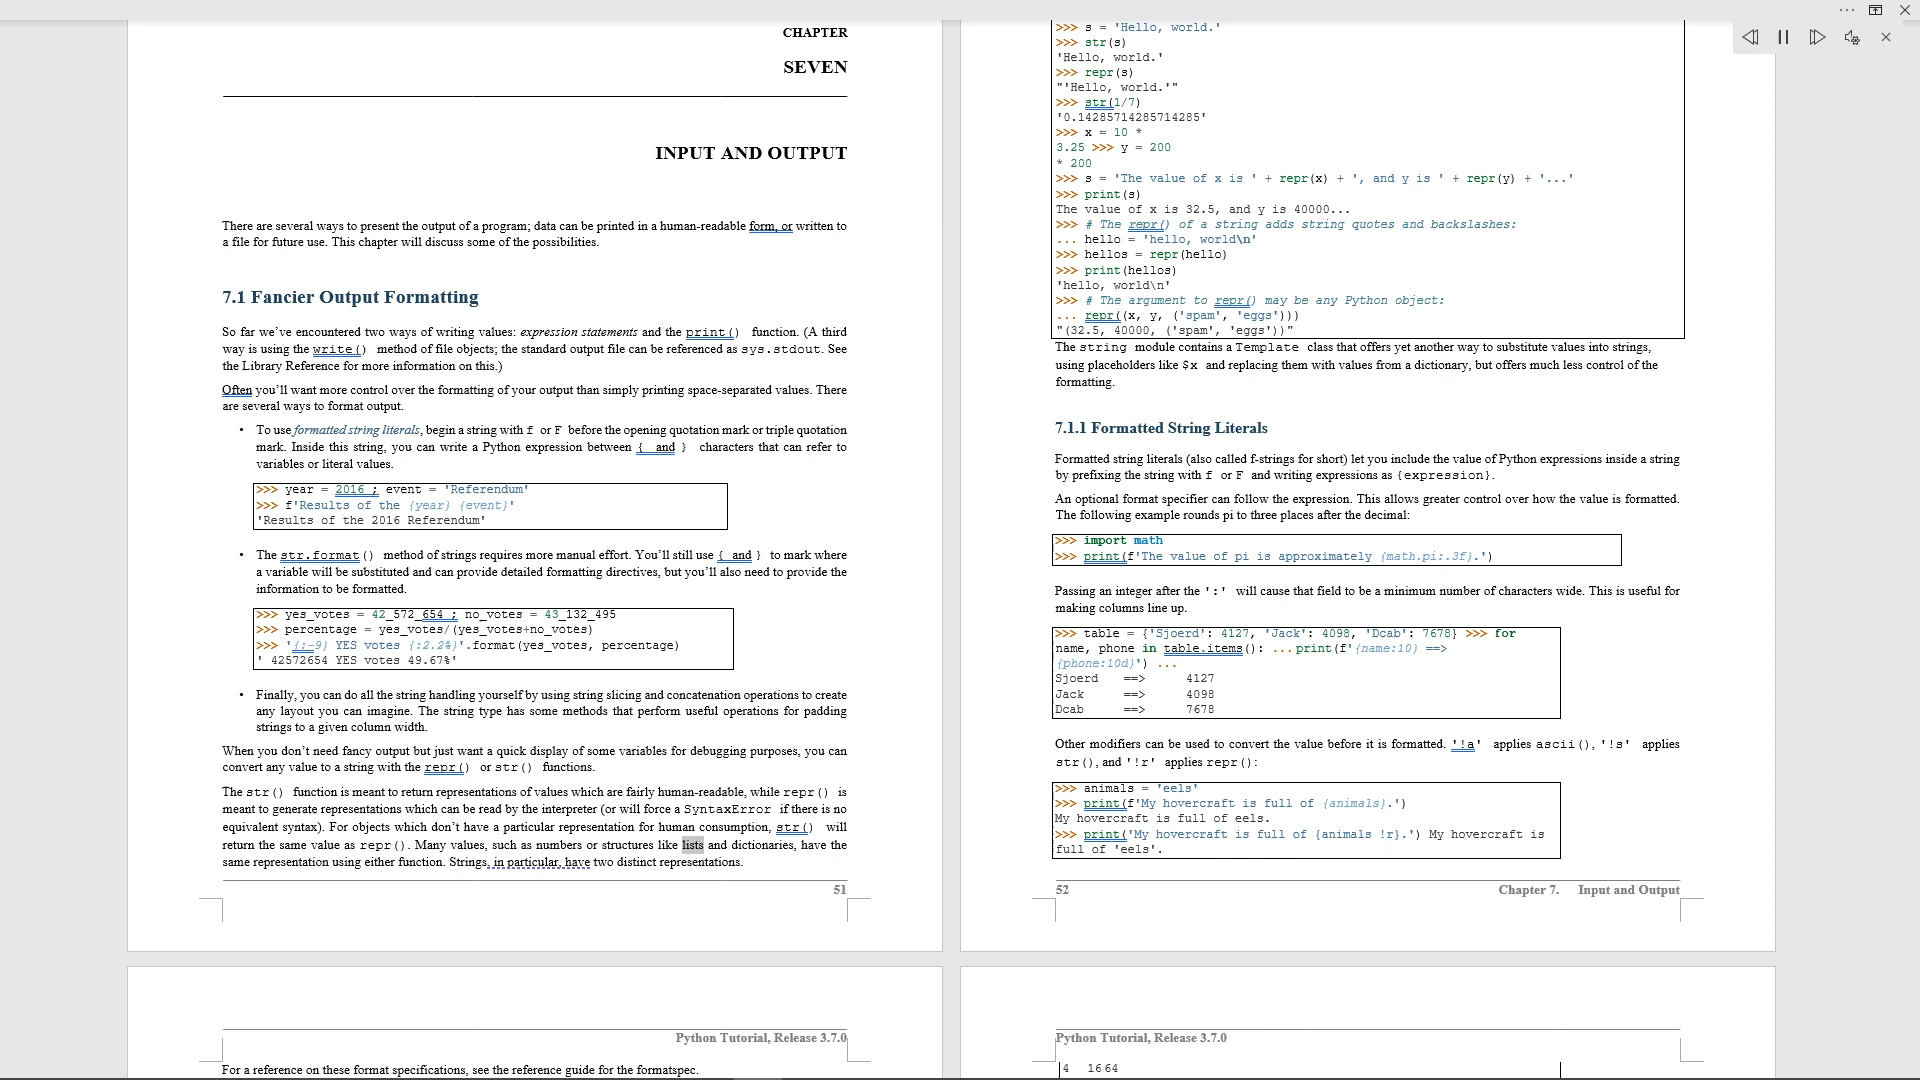 CHAPTER
SEVEN
INPUT AND OUTPUT
There are several ways to present the output of a program; data can be printed in a human-readable form, or written to
a file for future use. This chapter will discuss some of the possibilities.
7.1 Fancier Output Formatting
So far we’ve encountered two ways of writing values: expression statements and the print() function. (A third
way is using the write() method of file objects; the standard output file can be referenced as sys.stdout. See
the Library Reference for more information on this.)
Often you’ll want more control over the formatting of your output than simply printing space-separated values. There
are several ways to format output.
• To use formatted string literals, begin a string with f or F before the opening quotation mark or triple quotation
mark. Inside this string, you can write a Python expression between { and } characters that can refer to
variables or literal values.
>>> year = 2016 ; event = 'Referendum'
>>> f'Results of the {year} {event}'
'Results of the 2016 Referendum'
• The str.format() method of strings requires more manual effort. You’ll still use { and } to mark where
a variable will be substituted and can provide detailed formatting directives, but you’ll also need to provide the
information to be formatted.
>>> yes_votes = 42_572_654 ; no_votes = 43_132_495
>>> percentage = yes_votes/(yes_votes+no_votes)
>>> '{:-9} YES votes {:2.2%}'.format(yes_votes, percentage)
' 42572654 YES votes 49.67%'
• Finally, you can do all the string handling yourself by using string slicing and concatenation operations to create
any layout you can imagine. The string type has some methods that perform useful operations for padding
strings to a given column width.
When you don’t need fancy output but just want a quick display of some variables for debugging purposes, you can
convert any value to a string with the repr() or str() functions.
The str() function is meant to return representations of values which are fairly human-readable, while repr() is
meant to generate representations which can be read by the interpreter (or will force a SyntaxError if there is no
equivalent syntax). For objects which don’t have a particular representation for human consumption, str() will
return the same value as repr(). Many values, such as numbers or structures like lists and dictionaries, have the
same representation using either function. Strings, in particular, have two distinct representations.
51
>>> s = 'Hello, world.'
>>> str(s)
'Hello, world.'
>>> repr(s)
"'Hello, world.'"
>>> str(1/7)
'0.14285714285714285'
>>> x = 10 *
3.25 >>> y = 200
* 200
>>> s = 'The value of x is ' + repr(x) + ', and y is ' + repr(y) + '...'
>>> print(s)
The value of x is 32.5, and y is 40000...
>>> # The repr() of a string adds string quotes and backslashes:
... hello = 'hello, world\n'
>>> hellos = repr(hello)
>>> print(hellos)
'hello, world\n'
>>> # The argument to repr() may be any Python object:
... repr((x, y, ('spam', 'eggs')))
"(32.5, 40000, ('spam', 'eggs'))"
The string module contains a Template class that offers yet another way to substitute values into strings,
using placeholders like $x and replacing them with values from a dictionary, but offers much less control of the
formatting.
7.1.1 Formatted String Literals
Formatted string literals (also called f-strings for short) let you include the value of Python expressions inside a string
by prefixing the string with f or F and writing expressions as {expression}.
An optional format specifier can follow the expression. This allows greater control over how the value is formatted.
The following example rounds pi to three places after the decimal:
>>> import math
>>> print(f'The value of pi is approximately {math.pi:.3f}.')
Passing an integer after the ':' will cause that field to be a minimum number of characters wide. This is useful for
making columns line up.
>>> table = {'Sjoerd': 4127, 'Jack': 4098, 'Dcab': 7678} >>> for
name, phone in table.items(): ... print(f'{name:10} ==>
{phone:10d}') ...
Sjoerd ==> 4127
Jack ==> 4098
Dcab ==> 7678
Other modifiers can be used to convert the value before it is formatted. '!a' applies ascii(), '!s' applies
str(), and '!r' applies repr():
>>> animals = 'eels'
>>> print(f'My hovercraft is full of {animals}.')
My hovercraft is full of eels.
>>> print('My hovercraft is full of {animals !r}.') My hovercraft is
full of 'eels'.
52 Chapter 7. Input and Output
Python Tutorial, Release 3.7.0
For a reference on these format specifications, see the reference guide for the formatspec.
Python Tutorial, Release 3.7.0
4 16 64